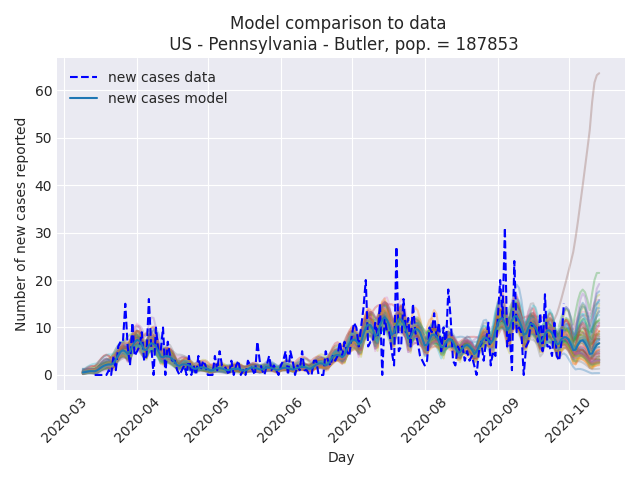 Model comparison to data
US - Pennsylvania - Butler, pop. = 187853
new cases data
new cases model
Number of new cases reported
60
50
40
30
20
10
0
2020-03
2020-04
2020-05
2020-06
2020-07
2020-08
2020-09
2020-10
Day